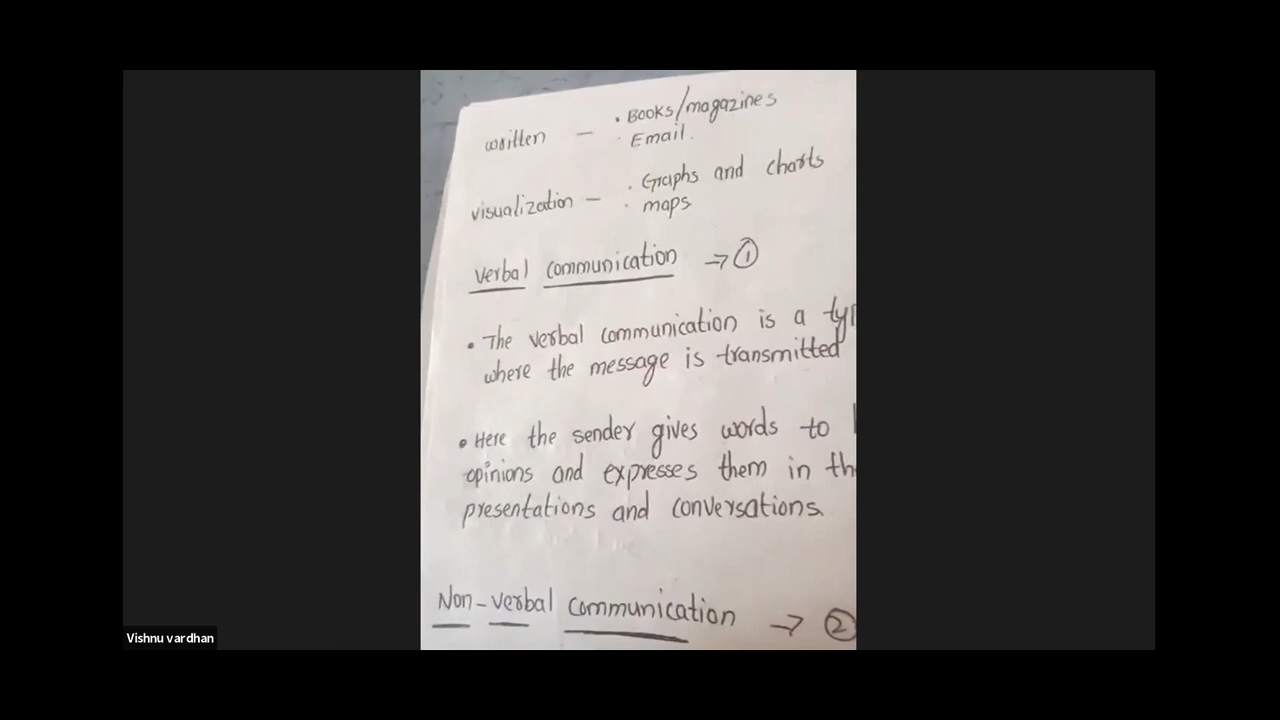 written - • Books/magazines
• Email.
visualization - • Graphs and charts
• maps
Verbal communication → ①
• The verbal communication is a
where the message is transmitted
• Here the sender gives words to
opinions and expresses them in
presentations and conversations.
Non-verbal communication → ②
Vishnu vardhan